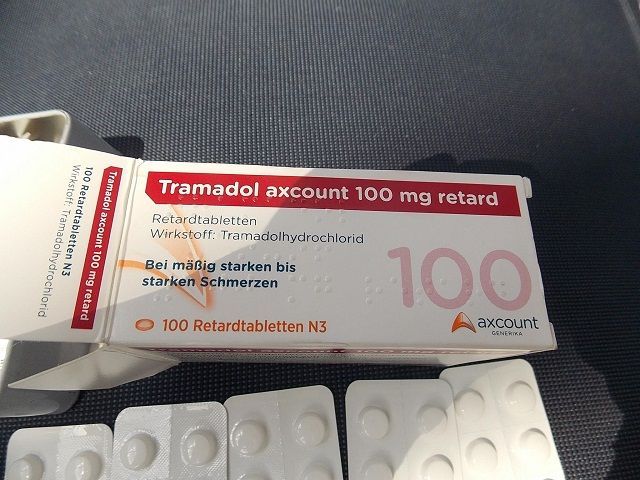 Tramadol axcount 100 mg retard
Retardtabletten
Wirkstoff: Tramadolhydrochlorid
Bei mäßig starken bis
starken Schmerzen
100
100 Retardtabletten N3
axcount
GENERIKA
Tramadol axcount 100 mg retard
100 Retardtabletten N3
Wirkstoff: Tramadolhydrochlorid